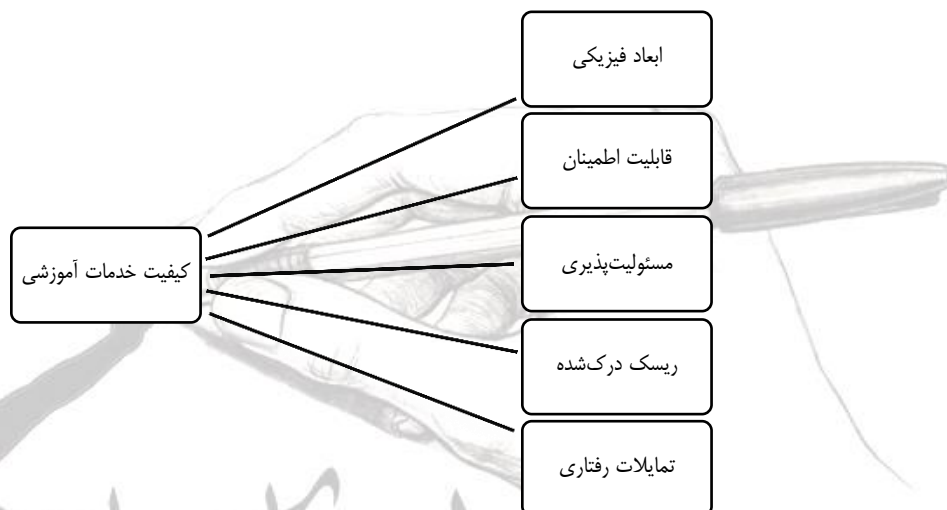 ابعاد فیزیکی
قابلیت اطمینان
کیفیت خدمات آموزشی
مسئولیت‌پذیری
ریسک درک‌شده
تمایلات رفتاری